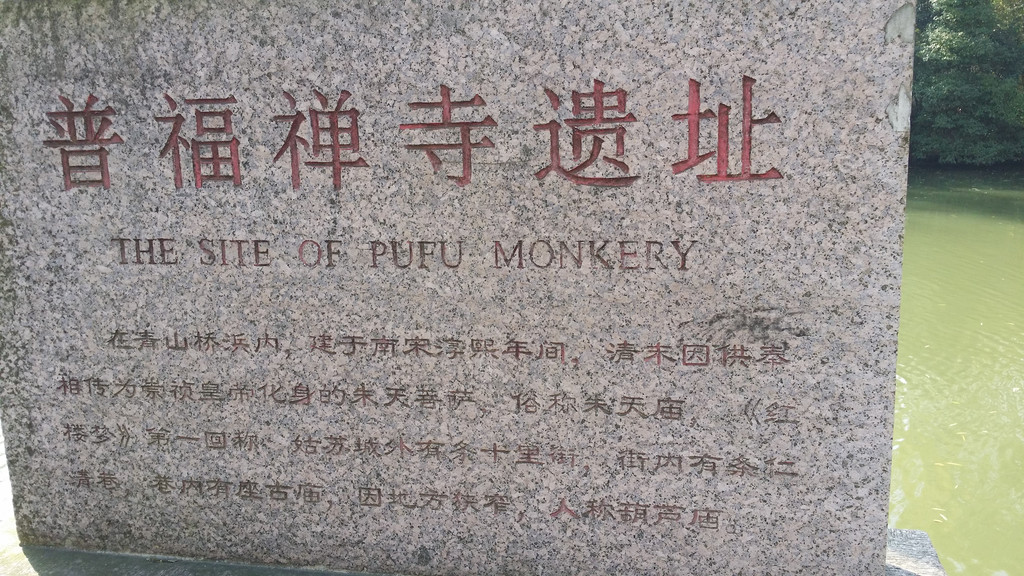 普福禅寺遗址
THE SITE OF PUFU MONKERY
在青山桥浜内，建于南宋淳熙年间，清末因供奉
相传为崇祯皇帝化身的朱天菩萨，俗称朱天庙。《红
楼梦》第一回称：姑苏城外有条十里街，街内有条仁
青巷，巷内有座古庙，因地方狭窄，人称葫芦庙。